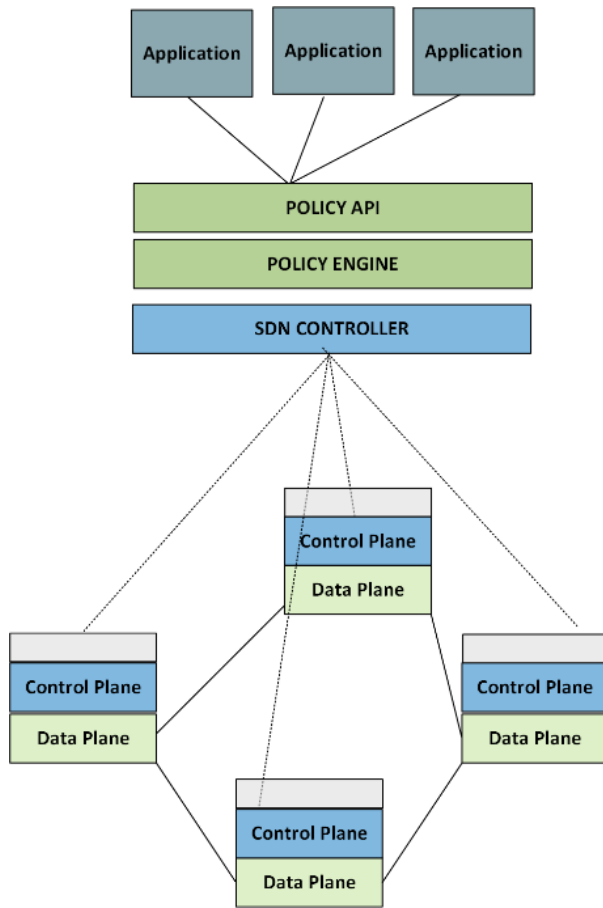 Application
Application
Application
POLICY API
POLICY ENGINE
SDN CONTROLLER
Control Plane
Data Plane
Control Plane
Data Plane
Control Plane
Data Plane
Control Plane
Data Plane